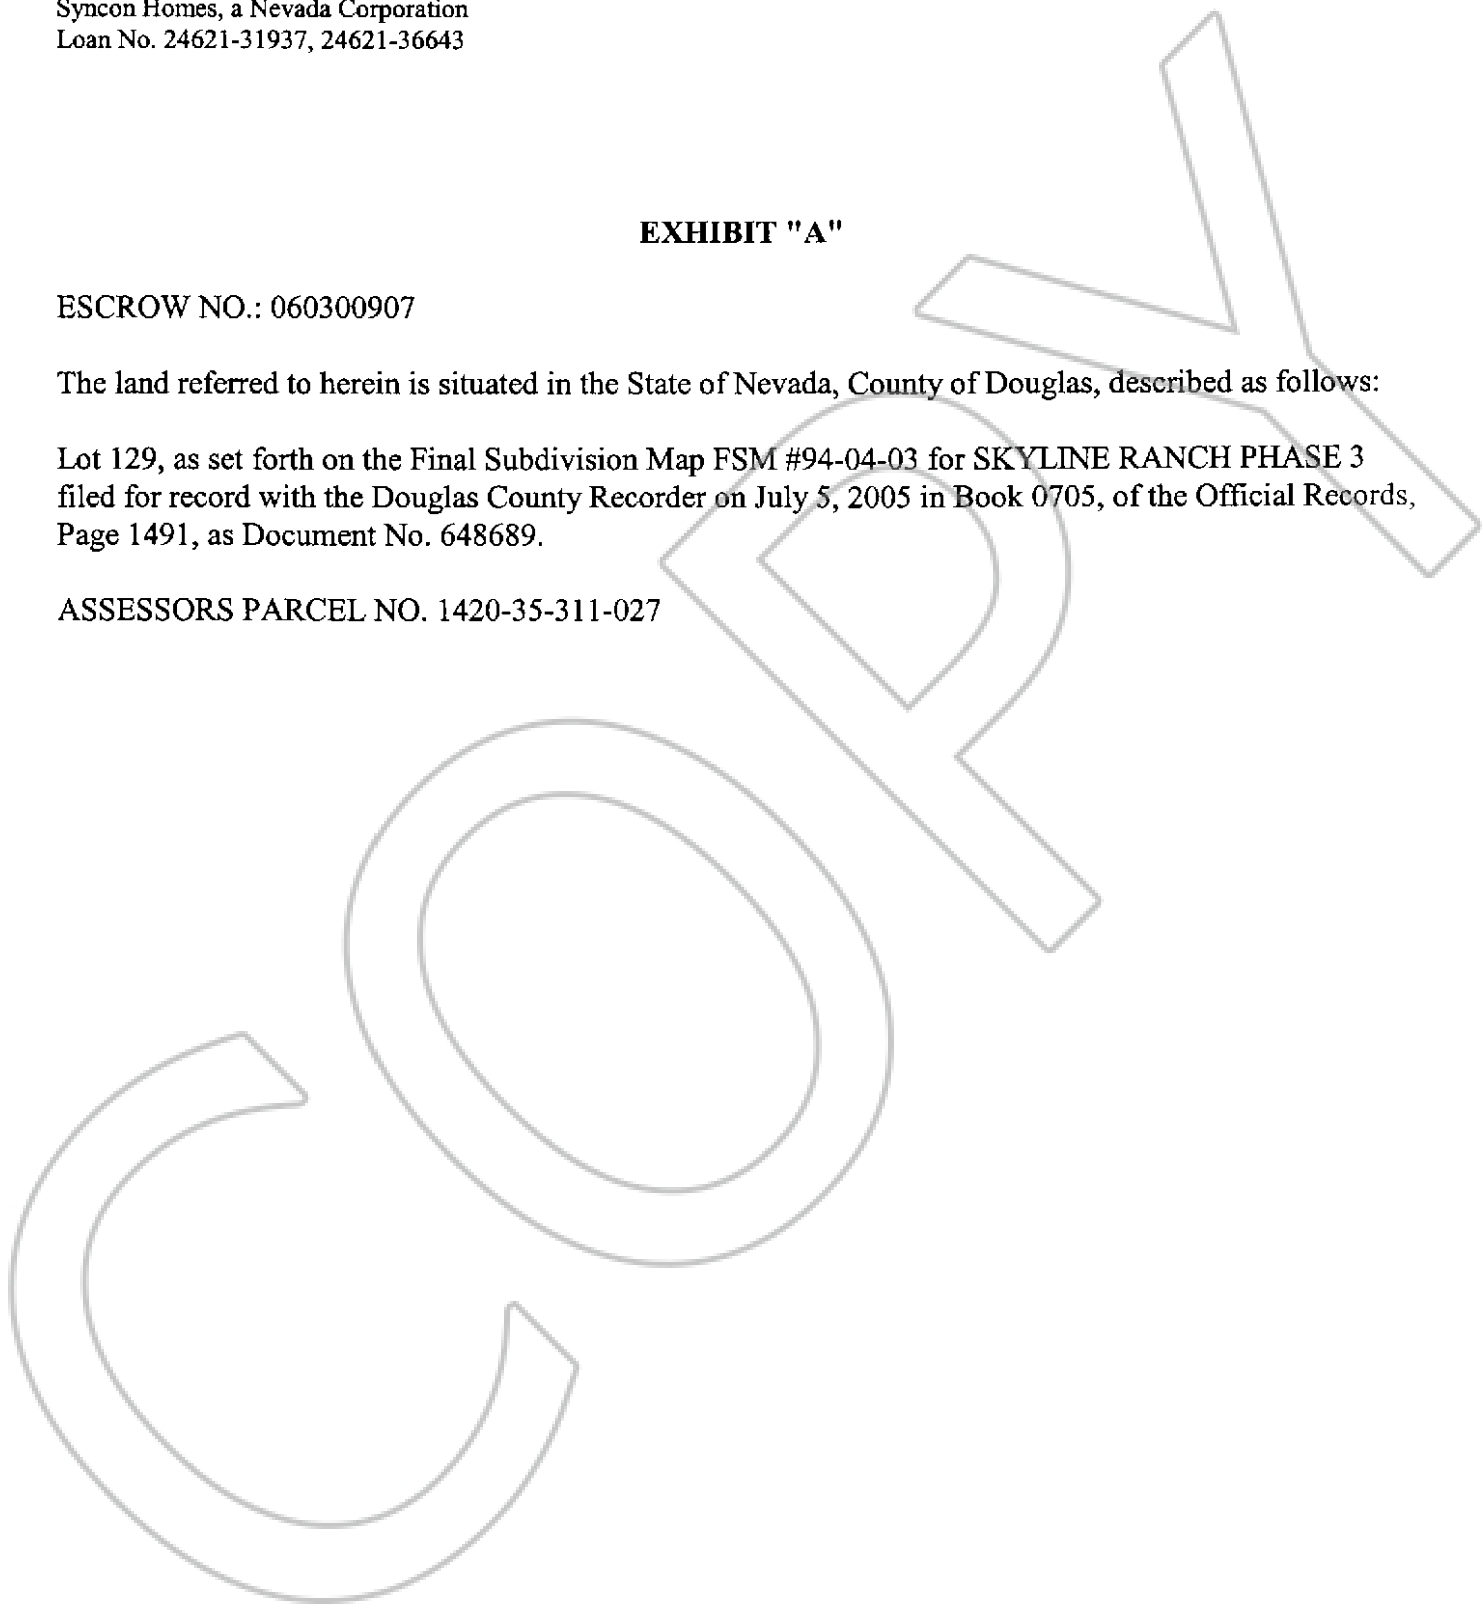 Syncon Homes, a Nevada Corporation
Loan No. 24621-31937, 24621-36643
EXHIBIT "A"
ESCROW NO.: 060300907
The land referred to herein is situated in the State of Nevada, County of Douglas, described as follows:
Lot 129, as set forth on the Final Subdivision Map FSM #94-04-03 for SKYLINE RANCH PHASE 3
filed for record with the Douglas County Recorder on July 5, 2005 in Book 0705, of the Official Records,
Page 1491, as Document No. 648689.
ASSESSORS PARCEL NO. 1420-35-311-027
COPY